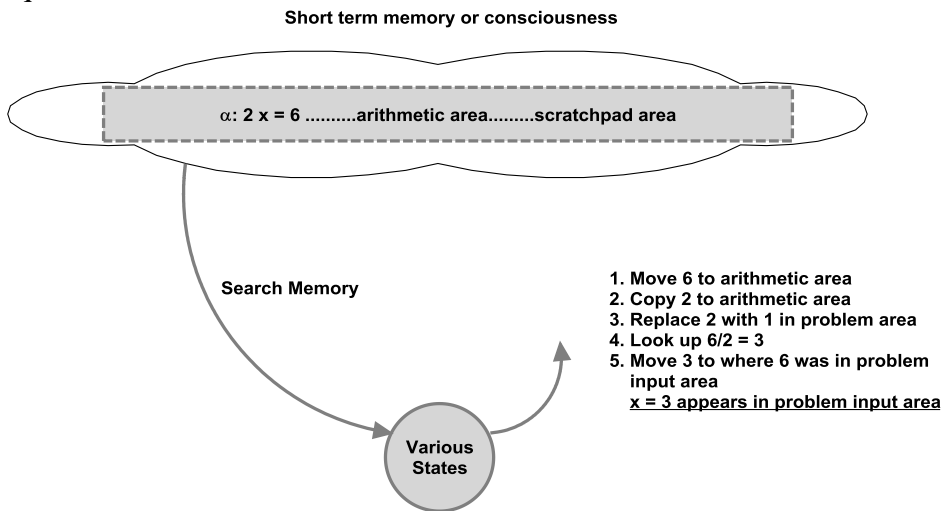 Short term memory or consciousness
α: 2 x = 6 ..........arithmetic area.........scratchpad area
Search Memory
1. Move 6 to arithmetic area
2. Copy 2 to arithmetic area
3. Replace 2 with 1 in problem area
4. Look up 6/2 = 3
5. Move 3 to where 6 was in problem
input area
x = 3 appears in problem input area
Various
States